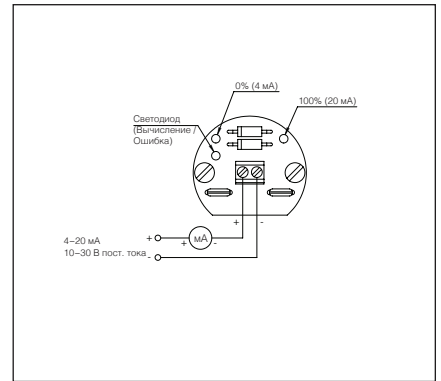 0% (4 мА)
100% (20 мА)
Светодиод
(Вычисление /
Ошибка)
+ -
4–20 мА
10–30 В пост. тока
+
+ мА -
-